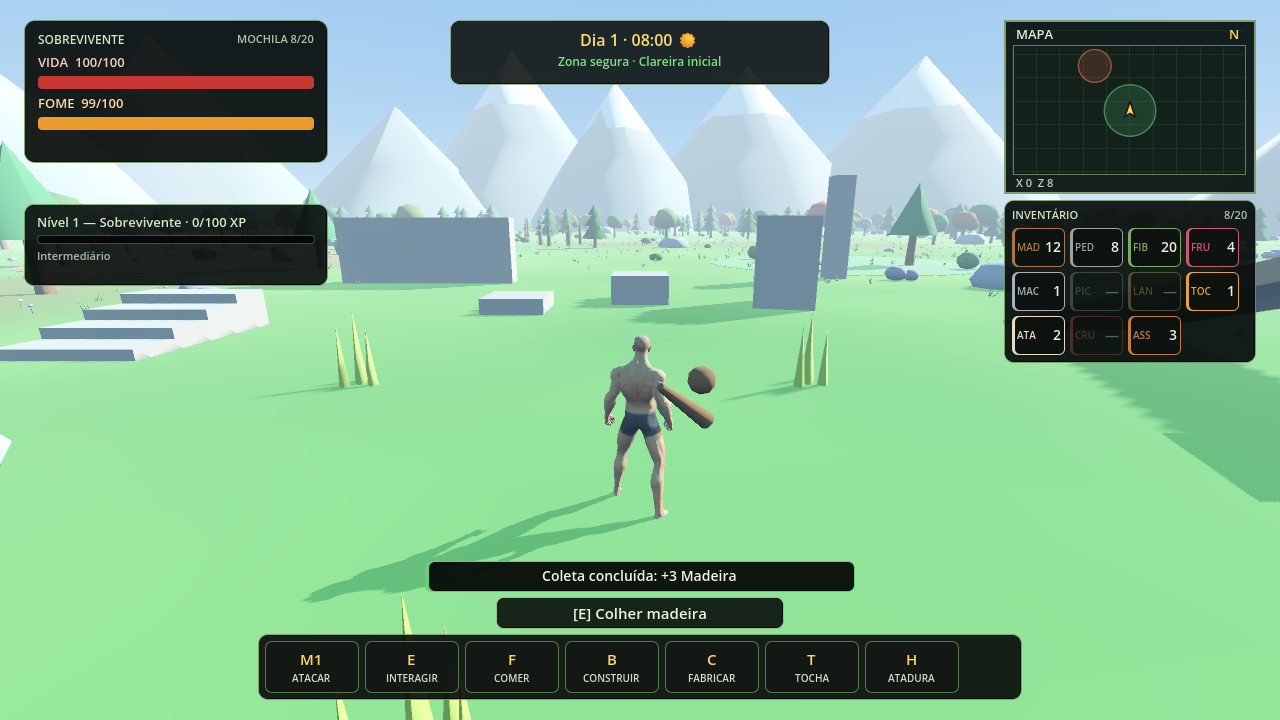 SOBREVIVENTE MOCHILA 8/20
VIDA 100/100
FOME 99/100
Dia 1 · 08:00
Zona segura · Clareira inicial
MAPA N
X 0 Z 8
Nível 1 — Sobrevivente · 0/100 XP
Intermediário
INVENTÁRIO 8/20
MAD 12 PED 8 FIB 20 FRU 4
MAC 1 PIC — LAN — TOC 1
ATA 2 CRU — ASS 3
Coleta concluída: +3 Madeira
[E] Colher madeira
M1 E F B C T H
ATACAR INTERAGIR COMER CONSTRUIR FABRICAR TOCHA ATADURA